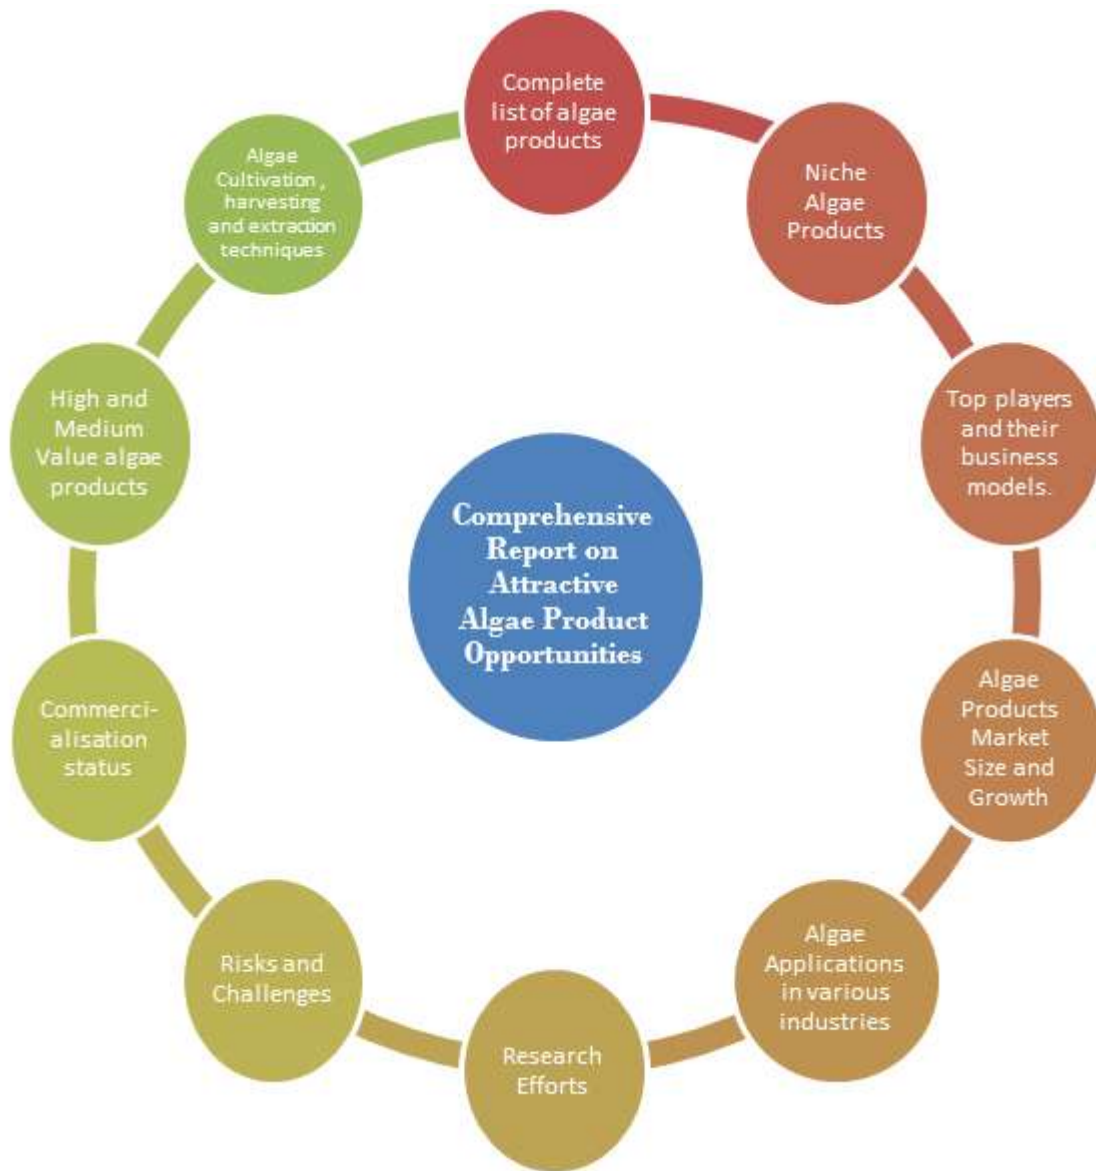 Complete
list of algae
products
Niche
Algae
Products
Top players
and their
business
models.
Algae
Products
Market
Size and
Growth
Algae
Applications
in various
industries
Research
Efforts
Risks and
Challenges
Commerci-
alisation
status
High and
Medium
Value algae
products
Algae
Cultivation ,
harvesting
and extraction
techniques
Comprehensive
Report on
Attractive
Algae Product
Opportunities